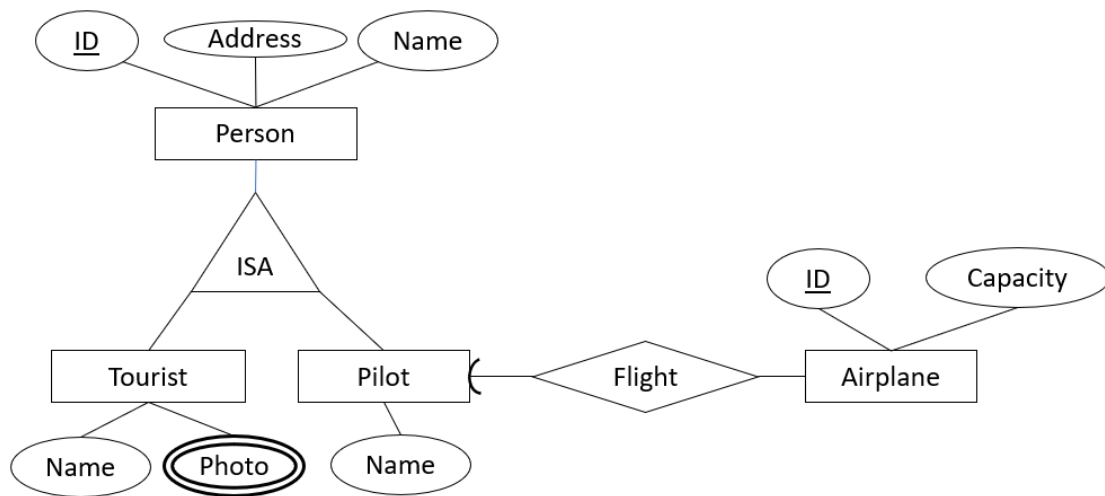 ID
Address
Name
Person
ISA
ID
Capacity
Tourist
Pilot
Flight
Airplane
Name
Photo
Name